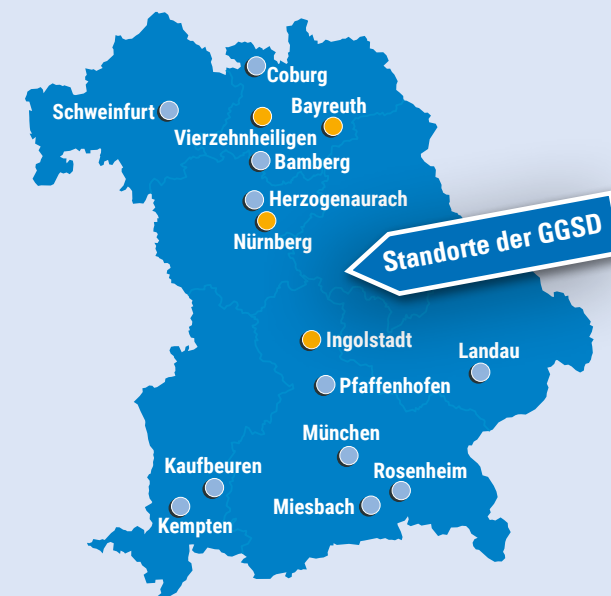 Coburg
Schweinfurt
Bayreuth
Vierzehnheiligen
Bamberg
Herzogenaurach
Nürnberg
Standorte der GGSD
Ingolstadt
Landau
Pfaffenhofen
München
Kaufbeuren
Rosenheim
Miesbach
Kempten